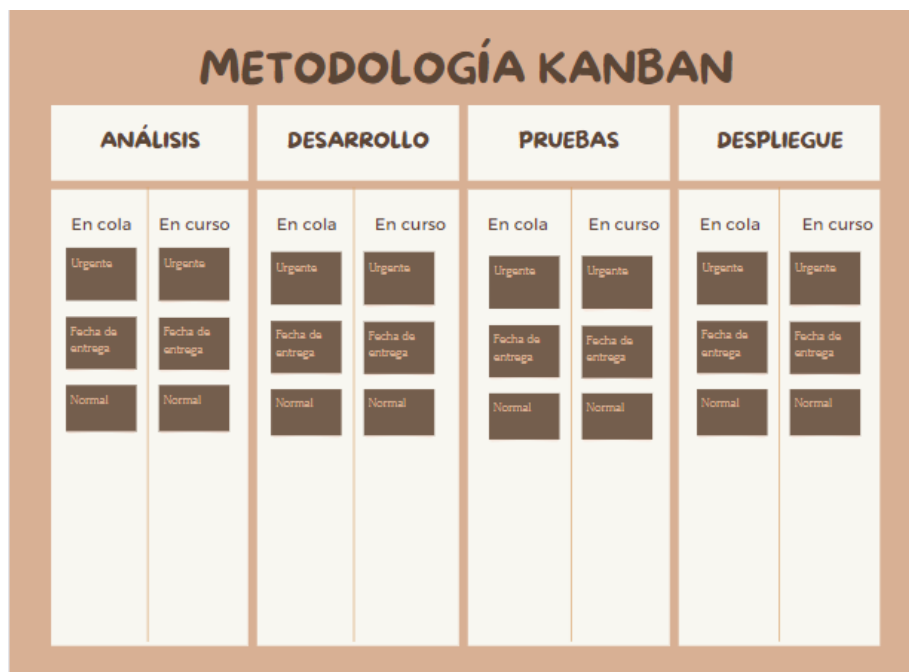 METODOLOGÍA KANBAN
ANÁLISIS
DESARROLLO
PRUEBAS
DESPLIEGUE
En cola
En curso
En cola
En curso
En cola
En curso
En cola
En curso
Urgente
Urgente
Urgente
Urgente
Urgente
Urgente
Urgente
Urgente
Fecha de
entrega
Fecha de
entrega
Fecha de
entrega
Fecha de
entrega
Fecha de
entrega
Fecha de
entrega
Fecha de
entrega
Fecha de
entrega
Normal
Normal
Normal
Normal
Normal
Normal
Normal
Normal